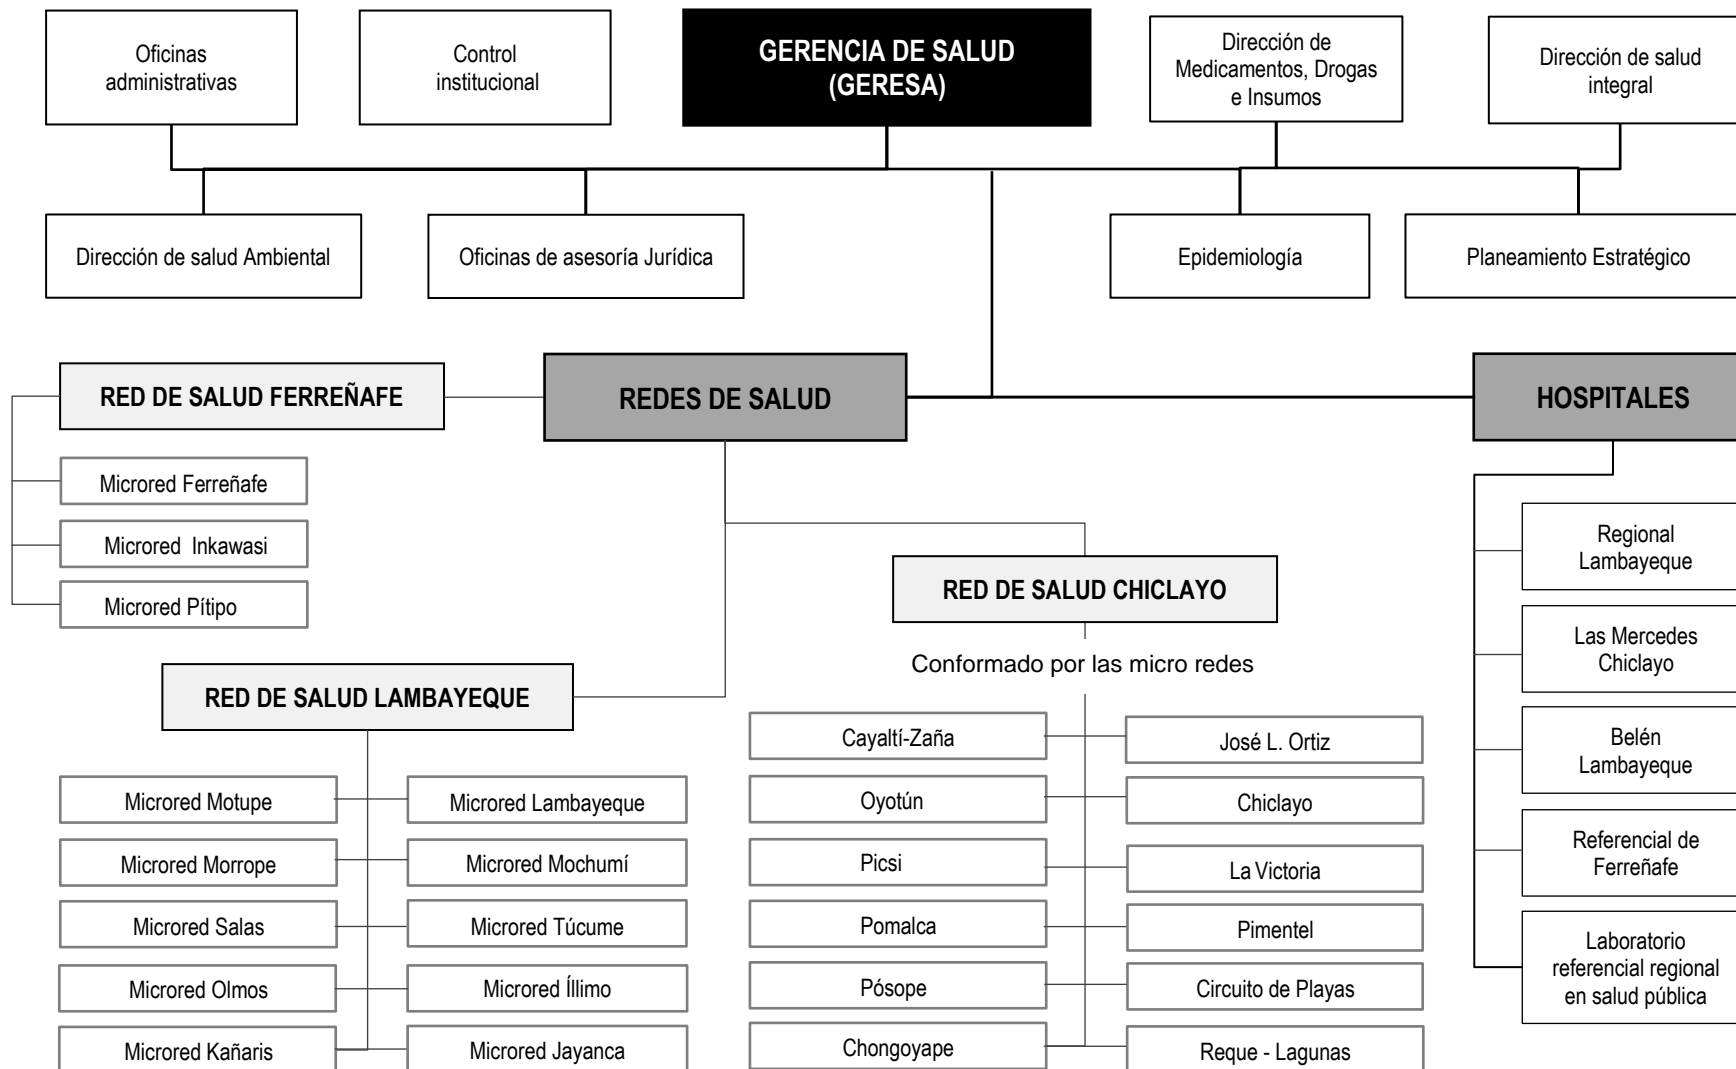 Oficinas
administrativas
Control
institucional
GERENCIA DE SALUD
(GERESA)
Dirección de
Medicamentos, Drogas
e Insumos
Dirección de salud
integral
Dirección de salud Ambiental
Oficinas de asesoría Jurídica
Epidemiología
Planeamiento Estratégico
RED DE SALUD FERREÑAFE
REDES DE SALUD
HOSPITALES
Microred Ferreñafe
Microred Inkawasi
Microred Pítipo
RED DE SALUD LAMBAYEQUE
Microred Motupe
Microred Lambayeque
Microred Morrope
Microred Mochumí
Microred Salas
Microred Túcume
Microred Olmos
Microred Íllimo
Microred Kañaris
Microred Jayanca
RED DE SALUD CHICLAYO
Conformado por las micro redes
Cayaltí-Zaña
José L. Ortiz
Oyotún
Chiclayo
Picsi
La Victoria
Pomalca
Pimentel
Pósope
Circuito de Playas
Chongoyape
Reque - Lagunas
Regional
Lambayeque
Las Mercedes
Chiclayo
Belén
Lambayeque
Referencial de
Ferreñafe
Laboratorio
referencial regional
en salud pública